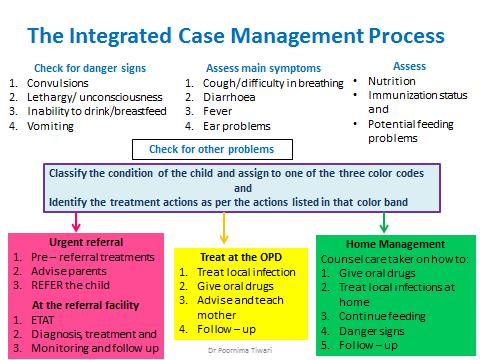 The Integrated Case Management Process
Check for danger signs
1. Convulsions
2. Lethargy/ unconsciousness
3. Inability to drink/breastfeed
4. Vomiting
Assess main symptoms
1. Cough/difficulty in breathing
2. Diarrhoea
3. Fever
4. Ear problems
Assess
• Nutrition
• Immunization status
and
• Potential feeding
problems
Check for other problems
Classify the condition of the child and assign to one of the three color codes
and
Identify the treatment actions as per the actions listed in that color band
Urgent referral
1. Pre – referral treatments
2. Advise parents
3. REFER the child
At the referral facility
1. ETAT
2. Diagnosis, treatment and
3. Monitoring and follow up
Treat at the OPD
1. Treat local infection
2. Give oral drugs
3. Advise and teach
mother
4. Follow – up
Home Management
Counsel care taker on how to:
1. Give oral drugs
2. Treat local infections at
home
3. Continue feeding
4. Danger signs
5. Follow – up
Dr Poornima Tiwari